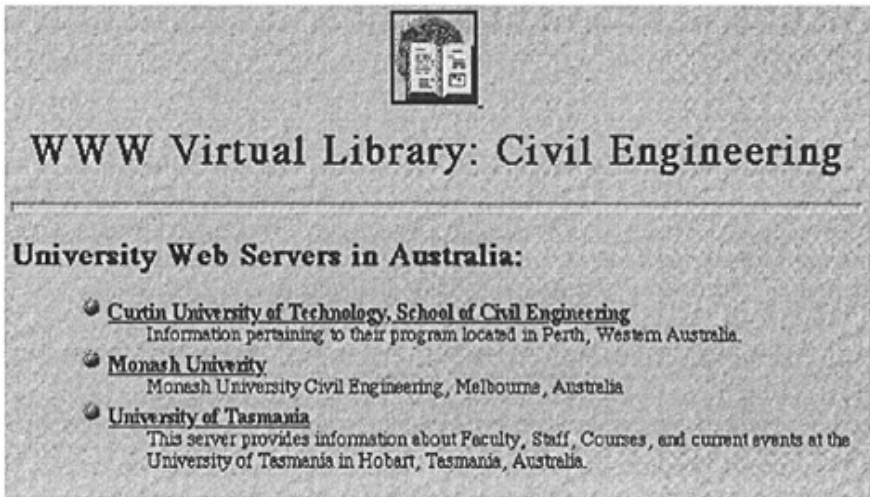 WWW Virtual Library: Civil Engineering
University Web Servers in Australia:
Curtin University of Technology, School of Civil Engineering
Information pertaining to their program located in Perth, Western Australia.
Monash Univerity
Monash University Civil Engineering, Melbourne, Australia
University of Tasmania
This server provides information about Faculty, Staff, Courses, and current events at the
University of Tasmania in Hobart, Tasmania, Australia.